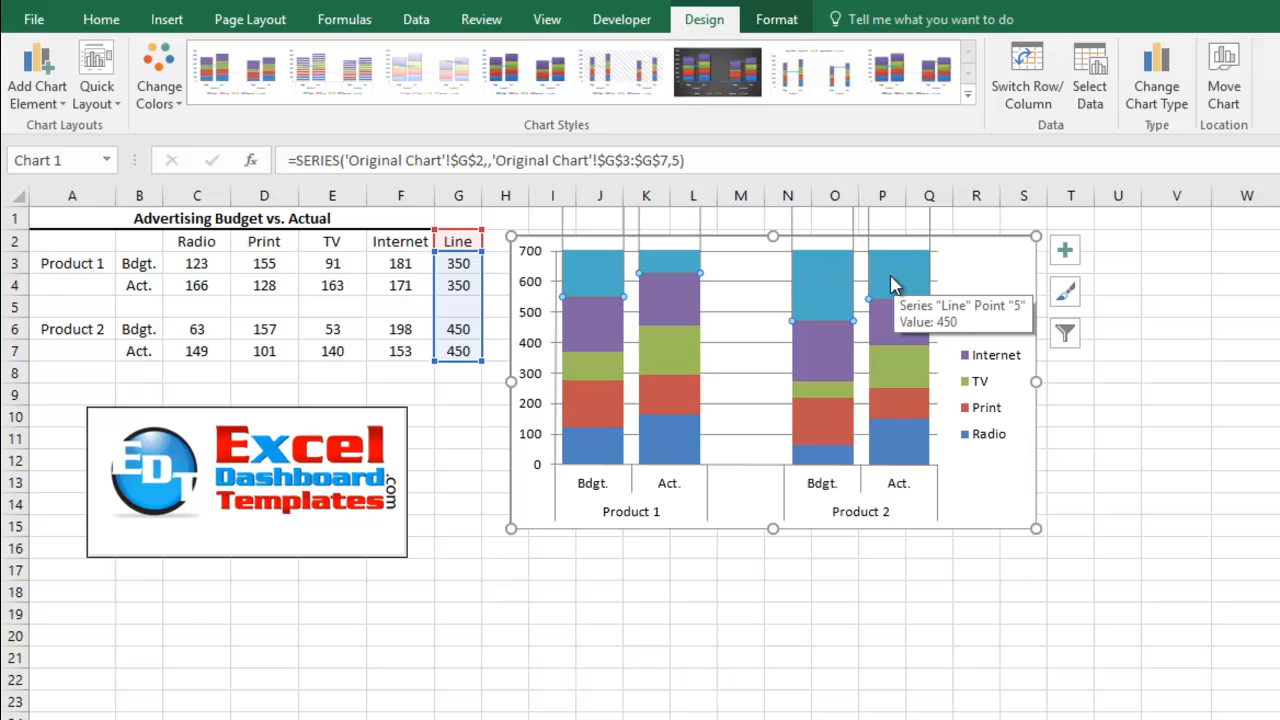 File Home Insert Page Layout Formulas Data Review View Developer Design Format Tell me what you want to do
Add Chart Element Quick Layout Change Colors Switch Row/ Column Select Data Change Chart Type Move Chart
Chart Layouts Chart Styles Data Type Location
Chart 1 fx =SERIES('Original Chart'!$G$2,,'Original Chart'!$G$3:$G$7,5)
A B C D E F G H I J K L M N O P Q R S T U V W
1 Advertising Budget vs. Actual
2 Radio Print TV Internet Line
3 Product 1 Bdgt. 123 155 91 181 350
4 Act. 166 128 163 171 350
5
6 Product 2 Bdgt. 63 157 53 198 450
7 Act. 149 101 140 153 450
8
9
10
11
12
13
14
15
16
17
18
19
20
21
22
23
EDT
Excel
Dashboard
Templates
.com
700
600
500
400
300
200
100
0
Bdgt. Act. Bdgt. Act.
Product 1 Product 2
Series "Line" Point "5"
Value: 450
Internet
TV
Print
Radio